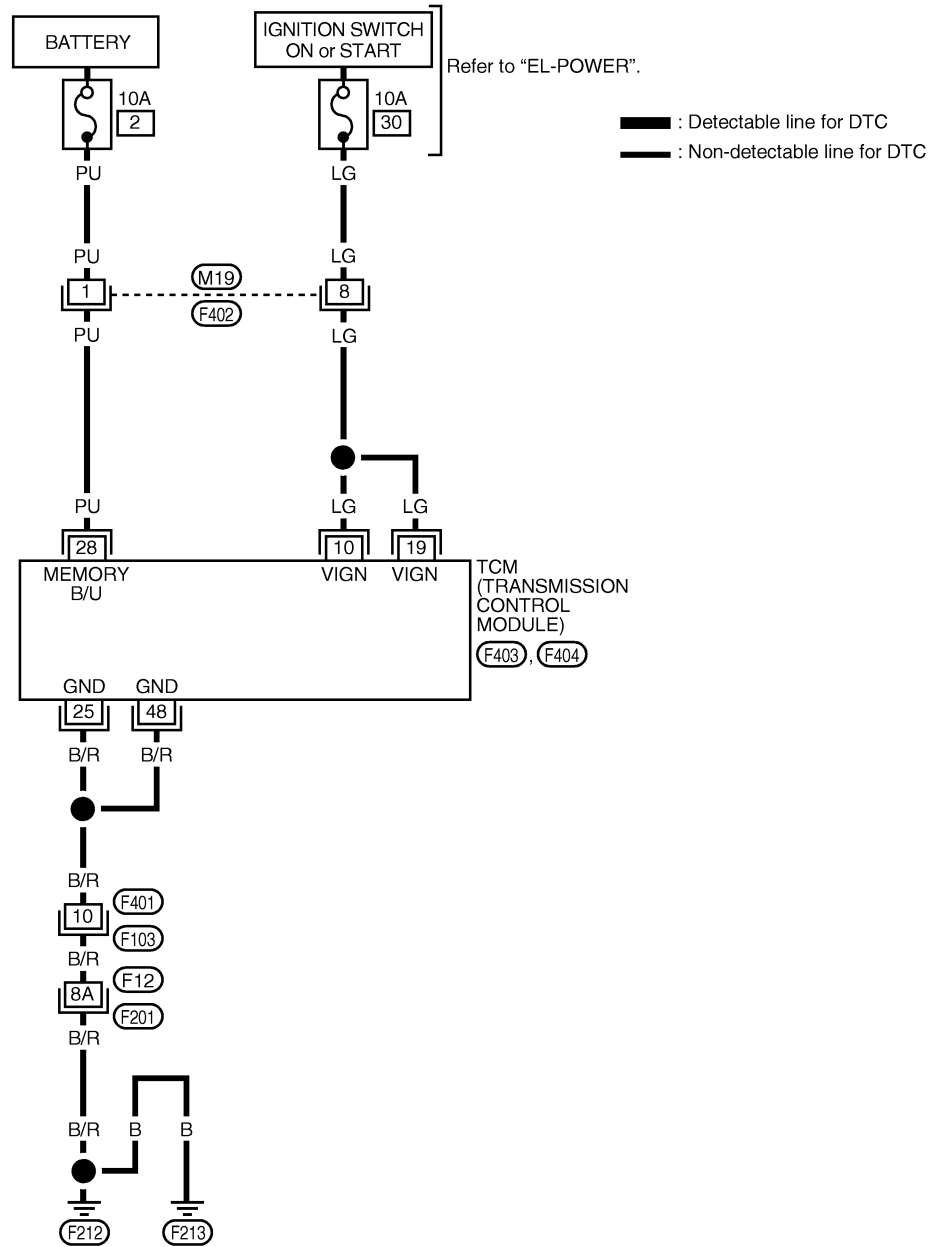 BATTERY
IGNITION SWITCH
ON or START
Refer to “EL-POWER”.
10A
2
10A
30
: Detectable line for DTC
: Non-detectable line for DTC
PU
LG
PU
LG
1
M19
8
F402
PU
LG
PU
LG
LG
28
10
19
MEMORY
B/U
VIGN
VIGN
TCM
(TRANSMISSION
CONTROL
MODULE)
F403, F404
GND
GND
25
48
B/R
B/R
B/R
10
F401
F103
B/R
8A
F12
F201
B/R
B/R
B
B
F212
F213